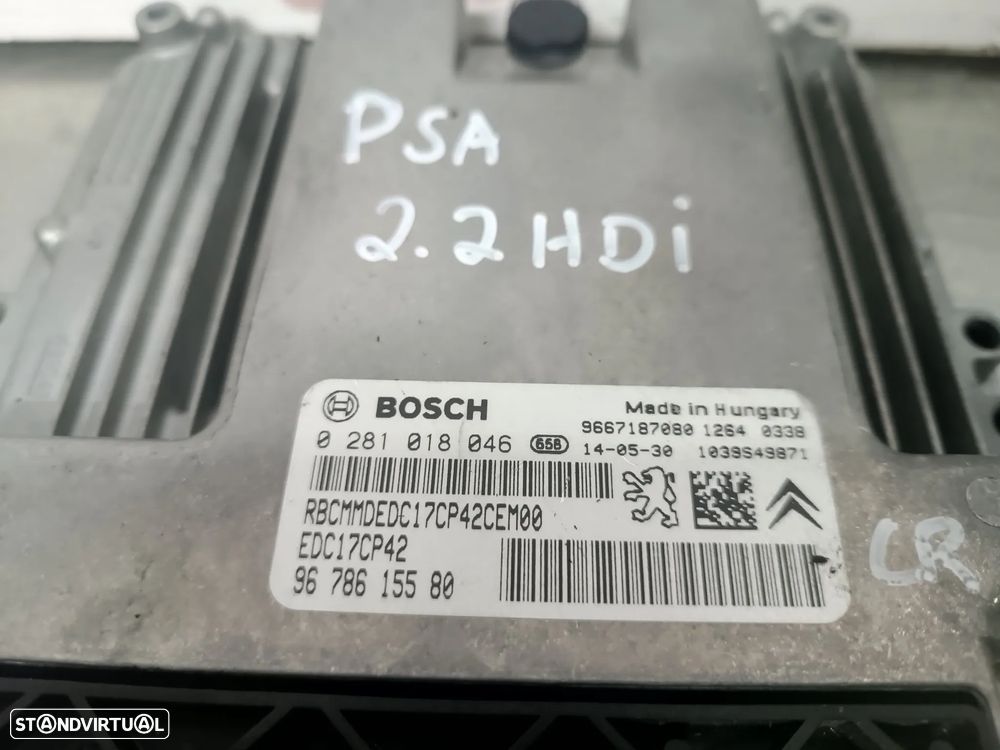 PSA
2.2HDi
BOSCH
Made in Hungary
0 281 018 046 65B
9667187080 1264 0338
14-05-30 1039S49871
RBCMMDEDC17CP42CEM00
EDC17CP42
96 786 155 80
CR
STANDVIRTUAL